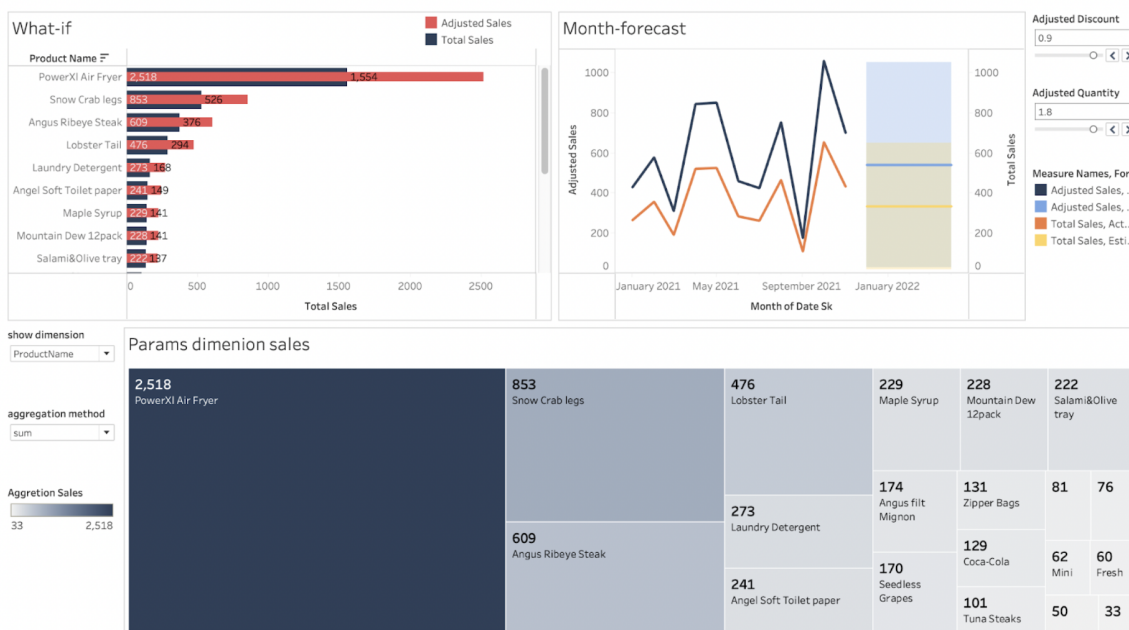 What-if
Adjusted Sales
Total Sales
Product Name
PowerXl Air Fryer 2,518 1,554
Snow Crab legs 853 526
Angus Ribeye Steak 609 376
Lobster Tail 476 294
Laundry Detergent 273 168
Angel Soft Toilet paper 241 149
Maple Syrup 229 141
Mountain Dew 12pack 228 141
Salami&Olive tray 222 137
0 500 1000 1500 2000 2500
Total Sales
Month-forecast
Adjusted Sales
1000
800
600
400
200
0
1000
800
600
400
200
0
Total Sales
January 2021 May 2021 September 2021 January 2022
Month of Date Sk
Adjusted Discount
0.9
Adjusted Quantity
1.8
Measure Names, For
Adjusted Sales, ..
Adjusted Sales, ..
Total Sales, Act..
Total Sales, Esti..
show dimension
ProductName
aggregation method
sum
Aggretion Sales
33 2,518
Params dimenion sales
2,518
PowerXl Air Fryer
853
Snow Crab legs
609
Angus Ribeye Steak
476
Lobster Tail
273
Laundry Detergent
241
Angel Soft Toilet paper
229
Maple Syrup
228
Mountain Dew
12pack
222
Salami&Olive
tray
174
Angus filt
Mignon
170
Seedless
Grapes
131
Zipper Bags
129
Coca-Cola
101
Tuna Steaks
81
76
62
Mini
60
Fresh
50
33